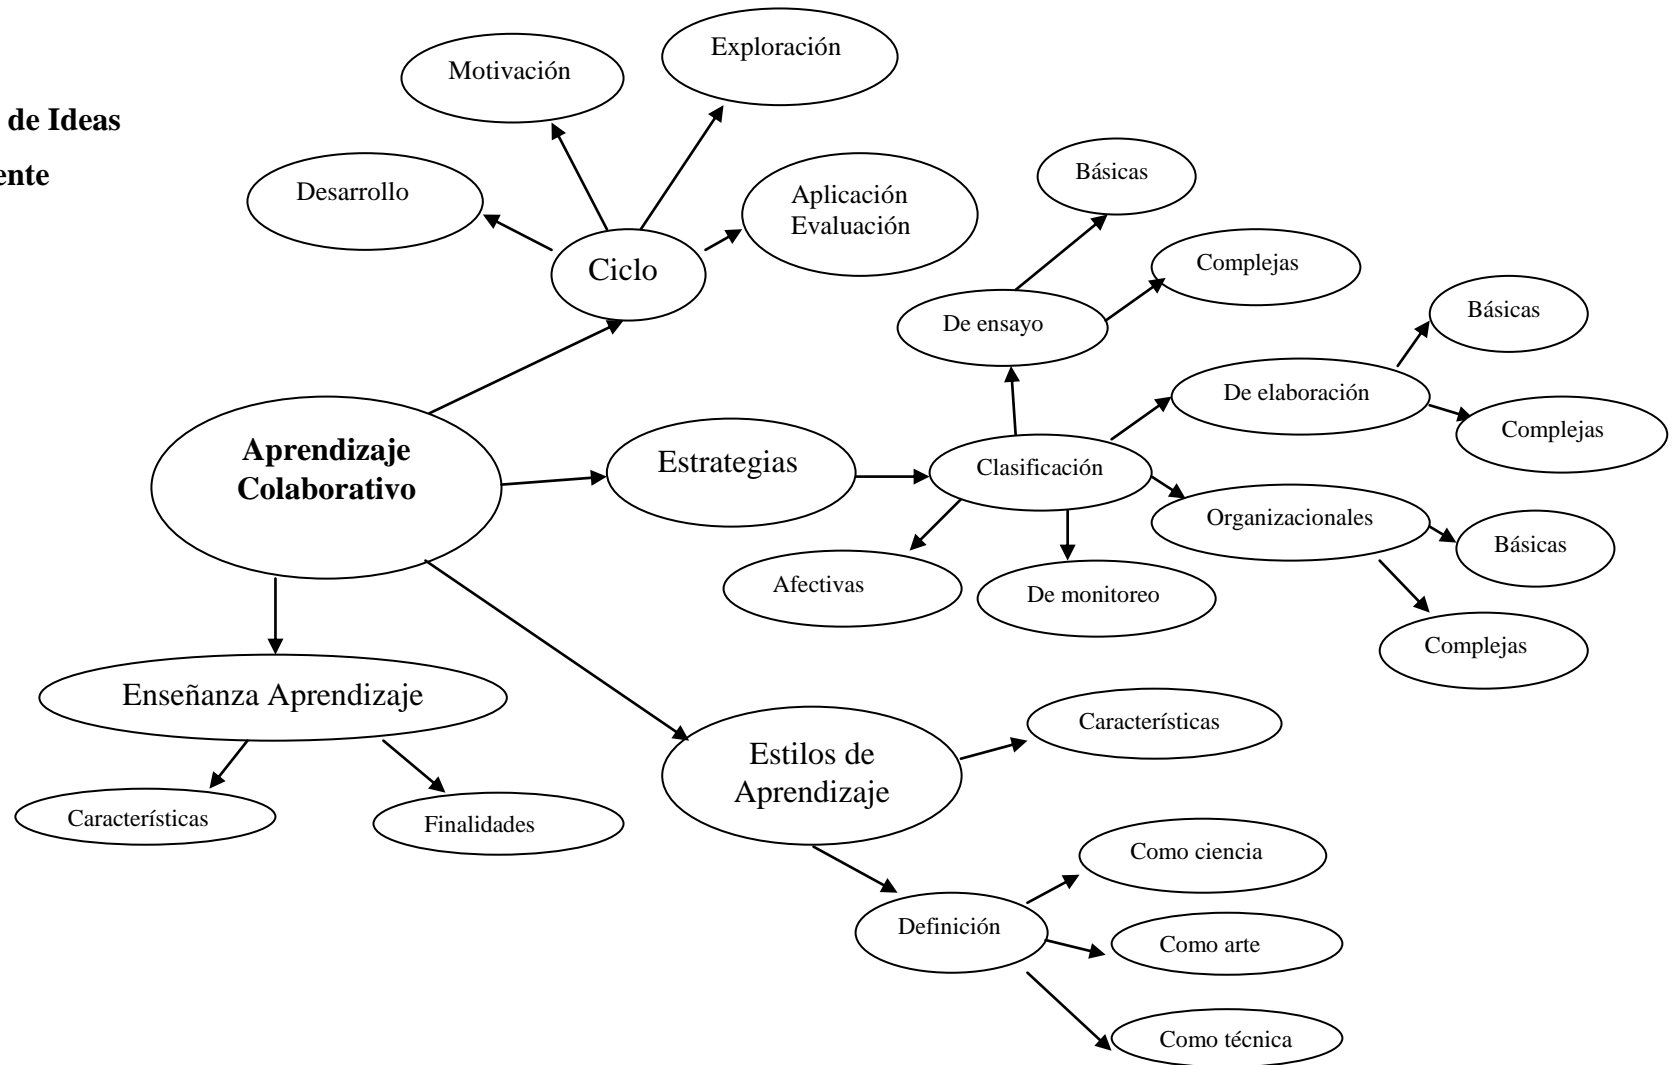 de Ideas
Motivación
Exploración
Desarrollo
Aplicación
Evaluación
Ciclo
Básicas
Complejas
De ensayo
Básicas
De elaboración
Complejas
Aprendizaje
Colaborativo
Estrategias
Clasificación
Organizacionales
Básicas
Complejas
Afectivas
De monitoreo
Enseñanza Aprendizaje
Características
Finalidades
Estilos de
Aprendizaje
Características
Definición
Como ciencia
Como arte
Como técnica